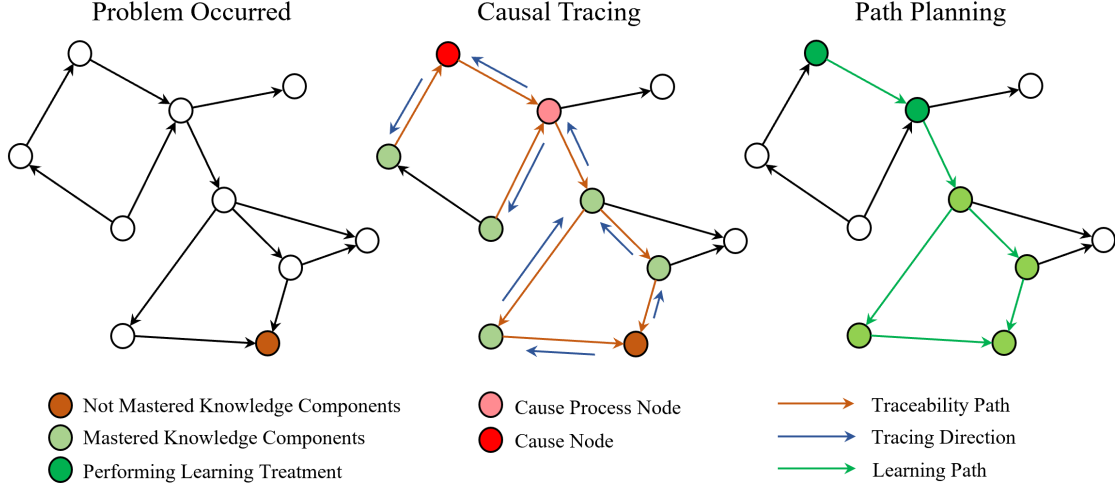 Problem Occurred
Causal Tracing
Path Planning
Not Mastered Knowledge Components
Mastered Knowledge Components
Performing Learning Treatment
Cause Process Node
Cause Node
Traceability Path
Tracing Direction
Learning Path